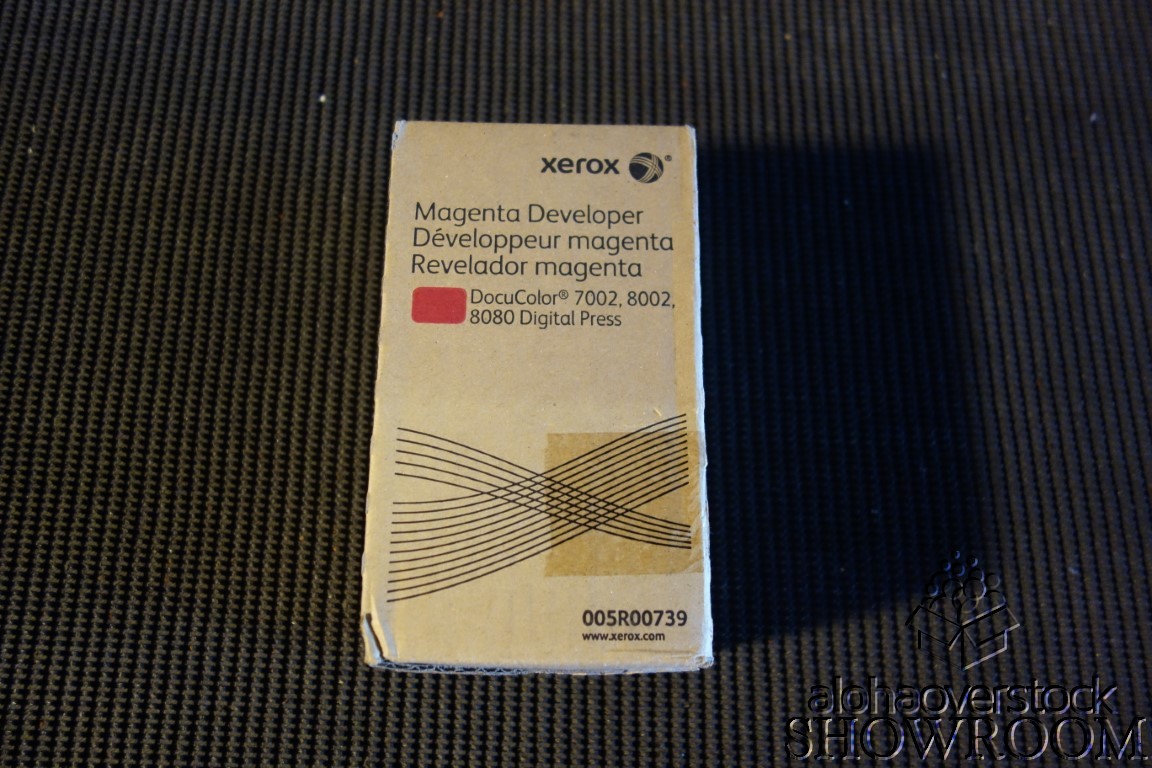 xerox ®
Magenta Developer
Développeur magenta
Revelador magenta
DocuColor® 7002, 8002,
8080 Digital Press
005R00739
www.xerox.com
alohaoverstock
SHOWROOM